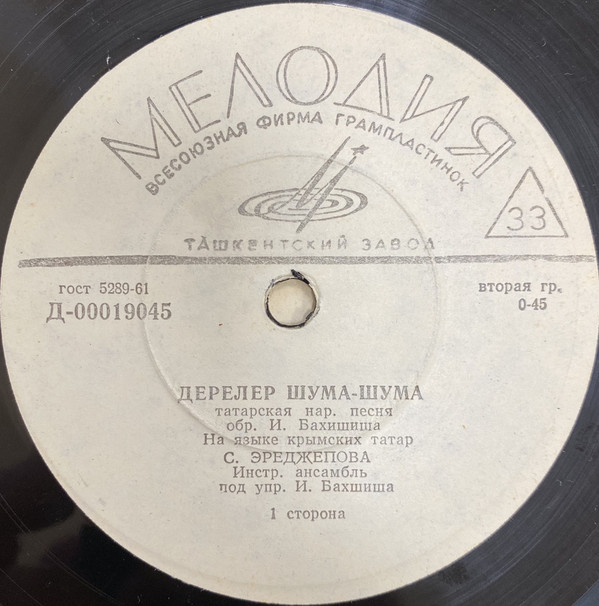 МЕЛОДИЯ
ВСЕСОЮЗНАЯ ФИРМА ГРАМПЛАСТИНОК
33
ТАШКЕНТСКИЙ ЗАВОД
гост 5289-61
Д-00019045
вторая гр.
0-45
ДЕРЕЛЕР ШУМА-ШУМА
татарская нар. песня
обр. И. Бахишиша
На языке крымских татар
С. ЭРЕДЖЕПОВА
Инстр. ансамбль
под упр. И. Бахшиша
1 сторона